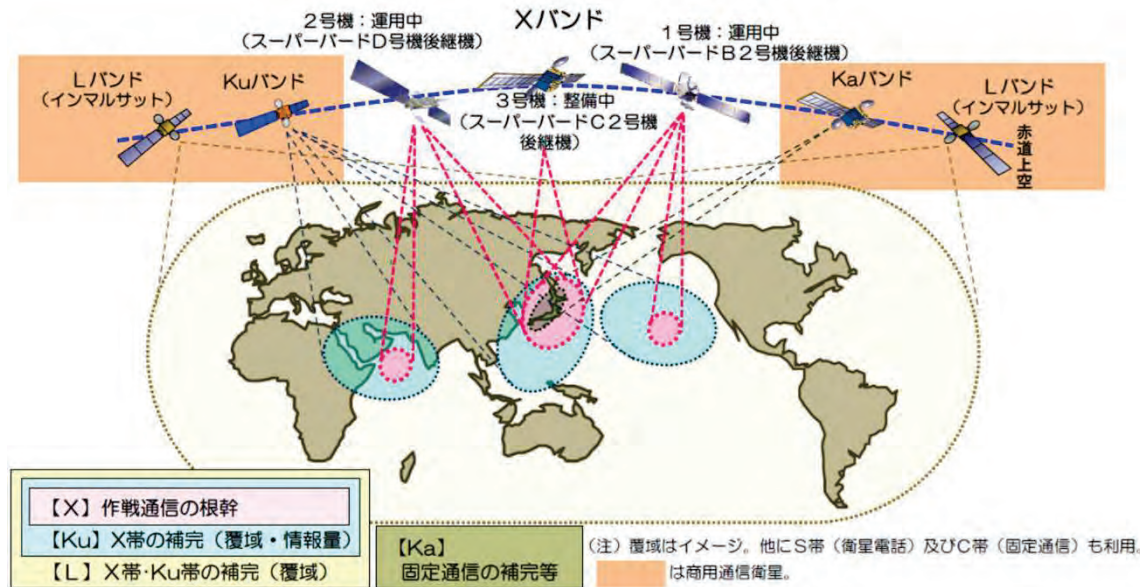 Xバンド
2号機：運用中
（スーパーバードD号機後継機）
1号機：運用中
（スーパーバードB2号機後継機）
Lバンド
（インマルサット）
Kuバンド
3号機：整備中
（スーパーバードC2号機
後継機）
Kaバンド
Lバンド
（インマルサット）
赤道上空
【X】作戦通信の根幹
【Ku】X帯の補完（覆域・情報量）
【L】X帯・Ku帯の補完（覆域）
【Ka】
固定通信の補完等
（注）覆域はイメージ。他にS帯（衛星電話）及びC帯（固定通信）も利用。
は商用通信衛星。